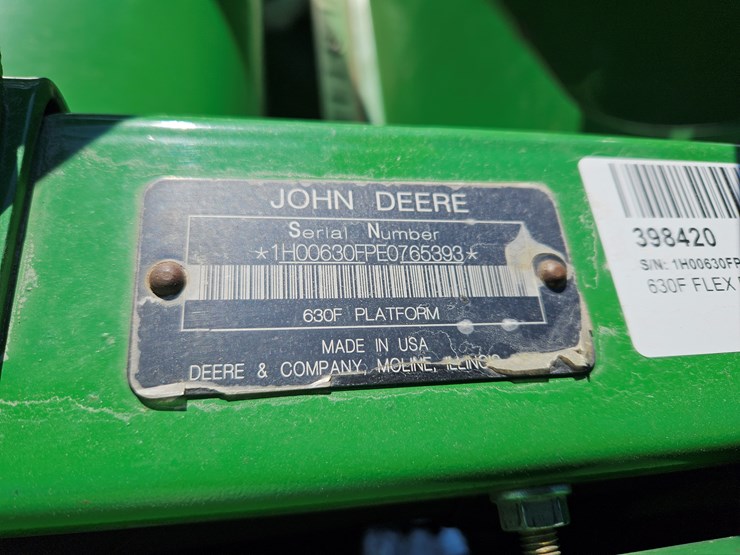 JOHN DEERE
Serial Number
*1H00630FPE0765393*
630F PLATFORM
MADE IN USA
DEERE & COMPANY, MOLINE, ILLINOIS
398420
S/N: 1H00630FP
630F FLEX